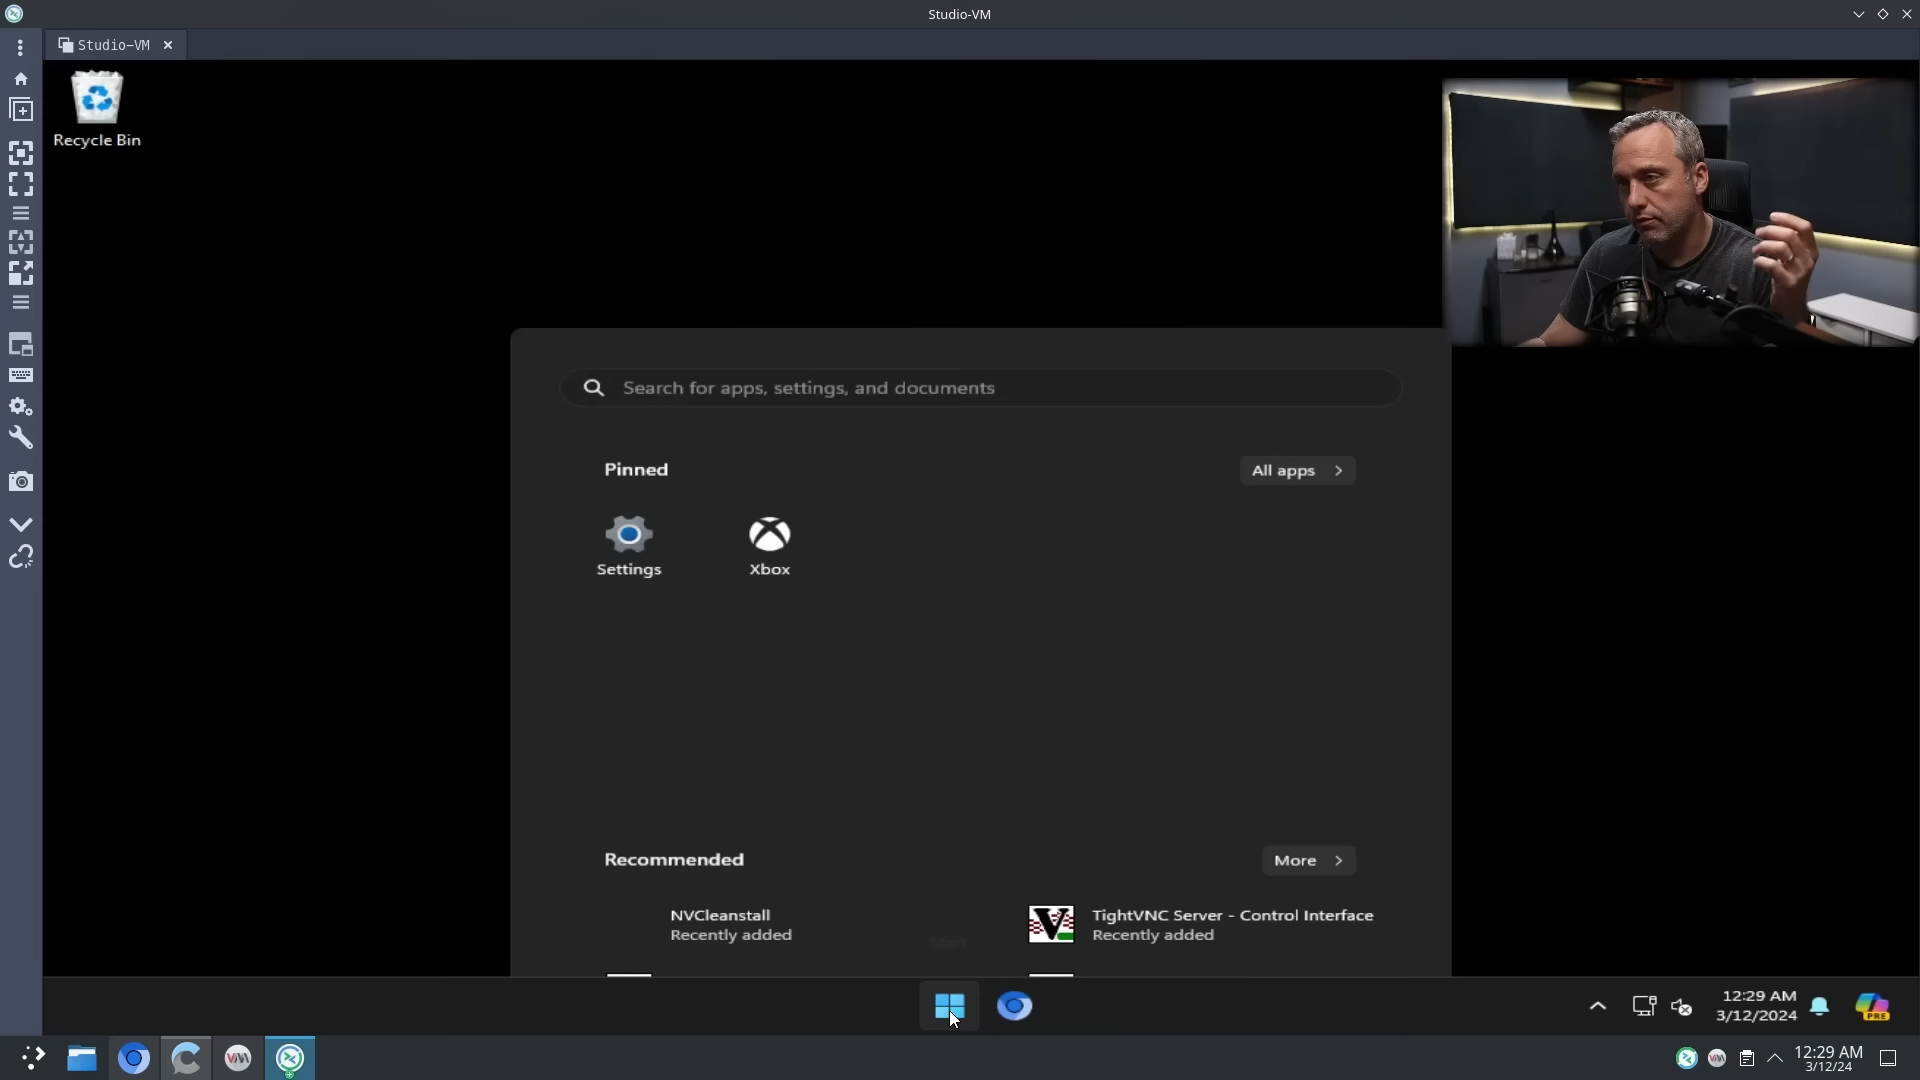 Studio-VM
Studio-VM
Recycle Bin
Search for apps, settings, and documents
Pinned
All apps
Settings
Xbox
Recommended
More
NVCleanstall
Recently added
TightVNC Server - Control Interface
Recently added
Start
12:29 AM
3/12/2024
PRE
12:29 AM
3/12/24